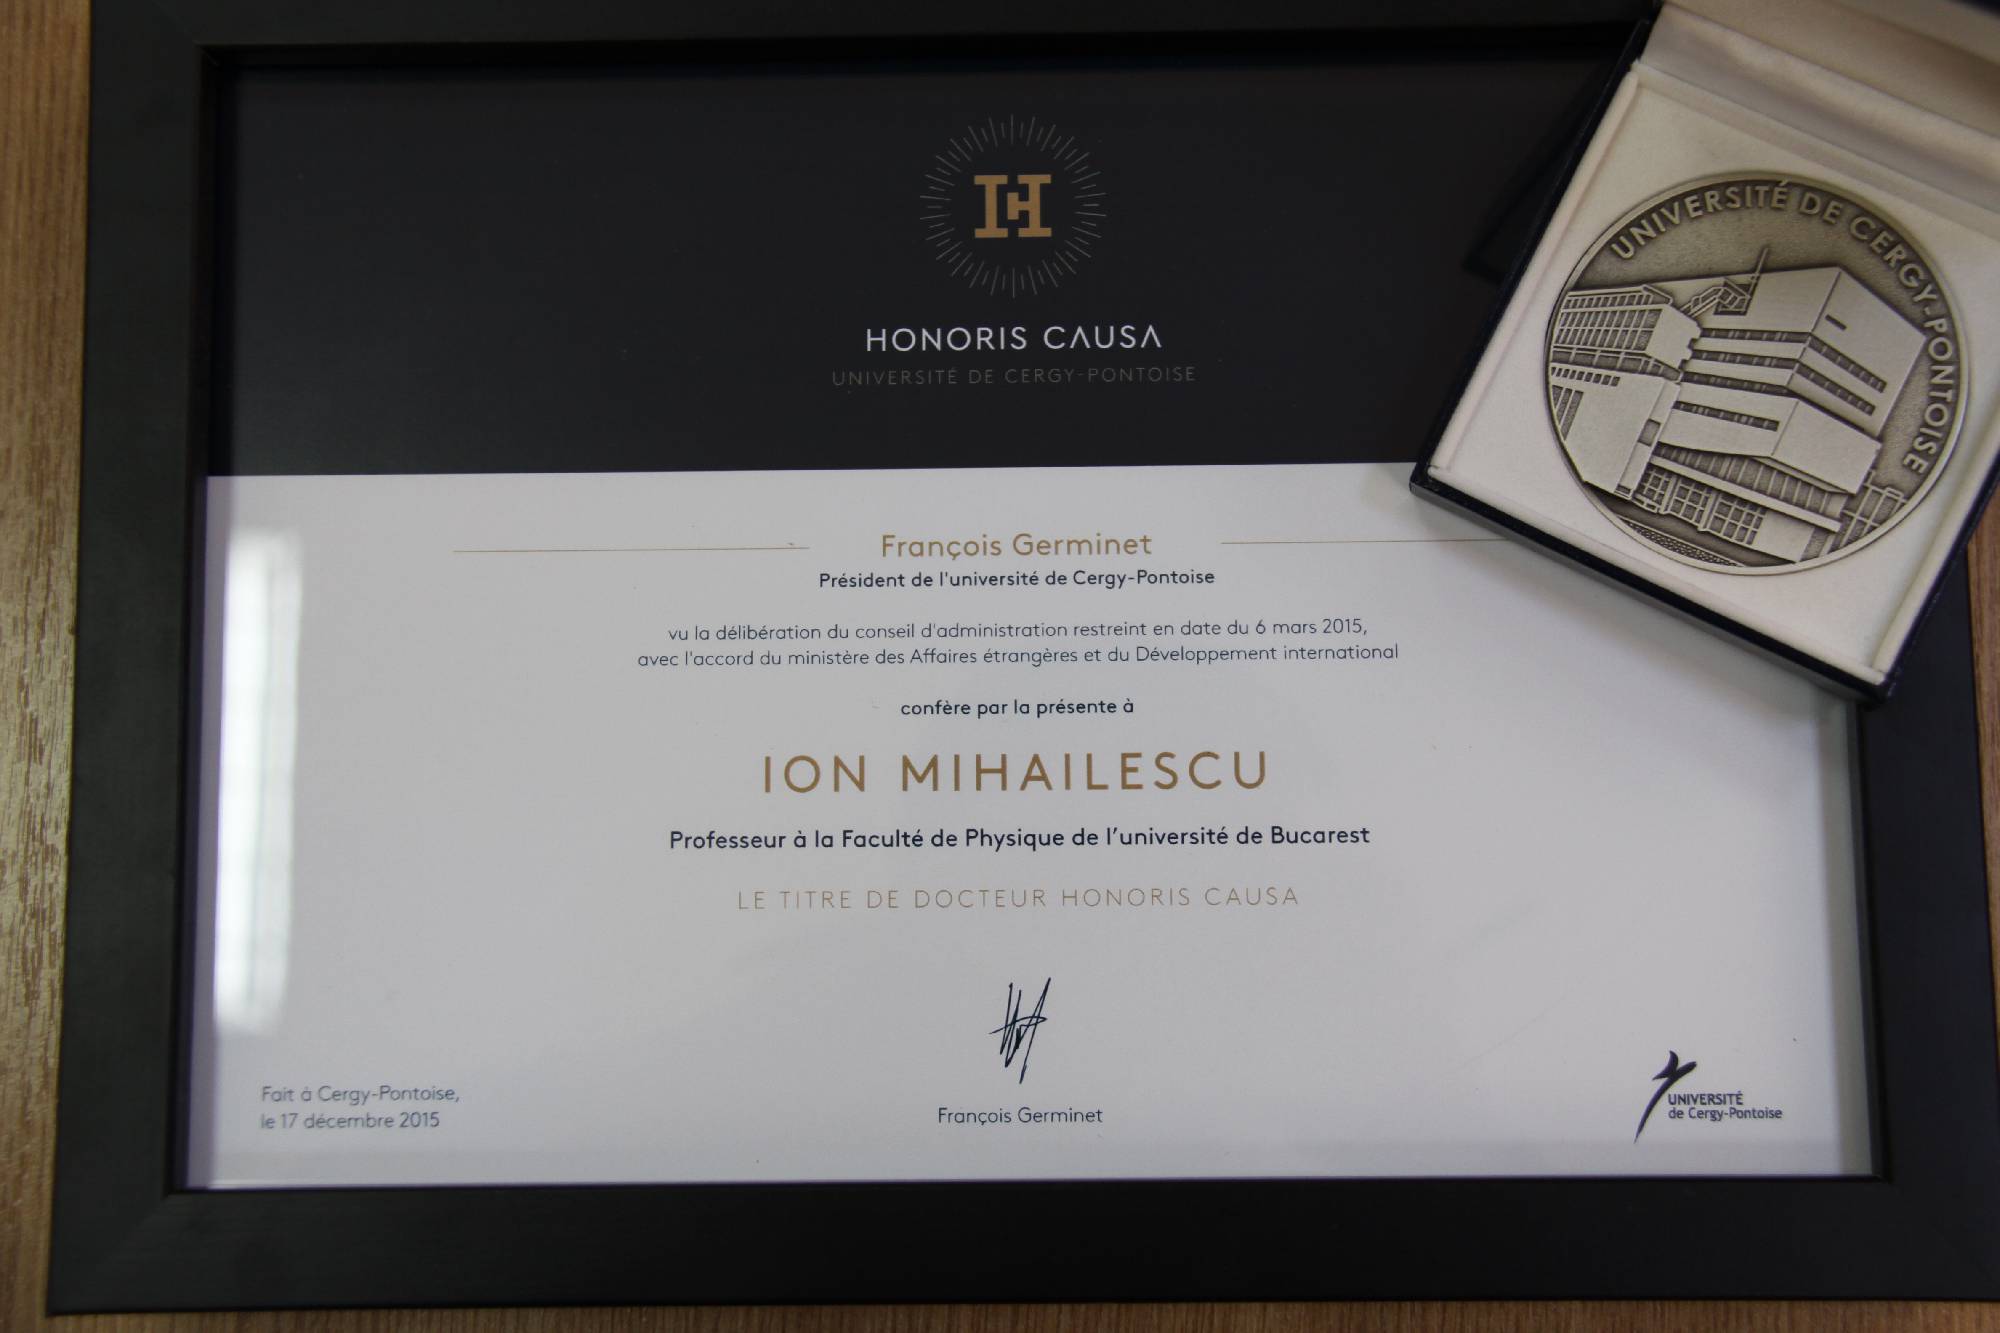 HONORIS CAUSA
UNIVERSITÉ DE CERGY-PONTOISE
UNIVERSITÉ DE CERGY-PONTOISE
François Germinet
Président de l'université de Cergy-Pontoise
vu la délibération du conseil d'administration restreint en date du 6 mars 2015,
avec l'accord du ministère des Affaires étrangères et du Développement international
confère par la présente à
ION MIHAILESCU
Professeur à la Faculté de Physique de l’université de Bucarest
LE TITRE DE DOCTEUR HONORIS CAUSA
Fait à Cergy-Pontoise,
le 17 décembre 2015
François Germinet
UNIVERSITÉ
de Cergy-Pontoise